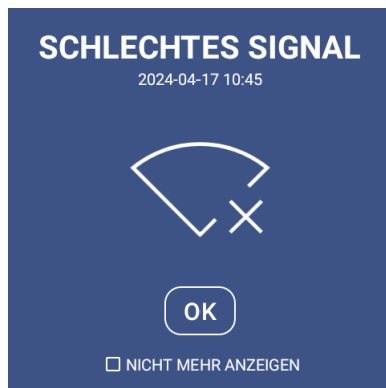 SCHLECHTES SIGNAL
2024-04-17 10:45
OK
NICHT MEHR ANZEIGEN